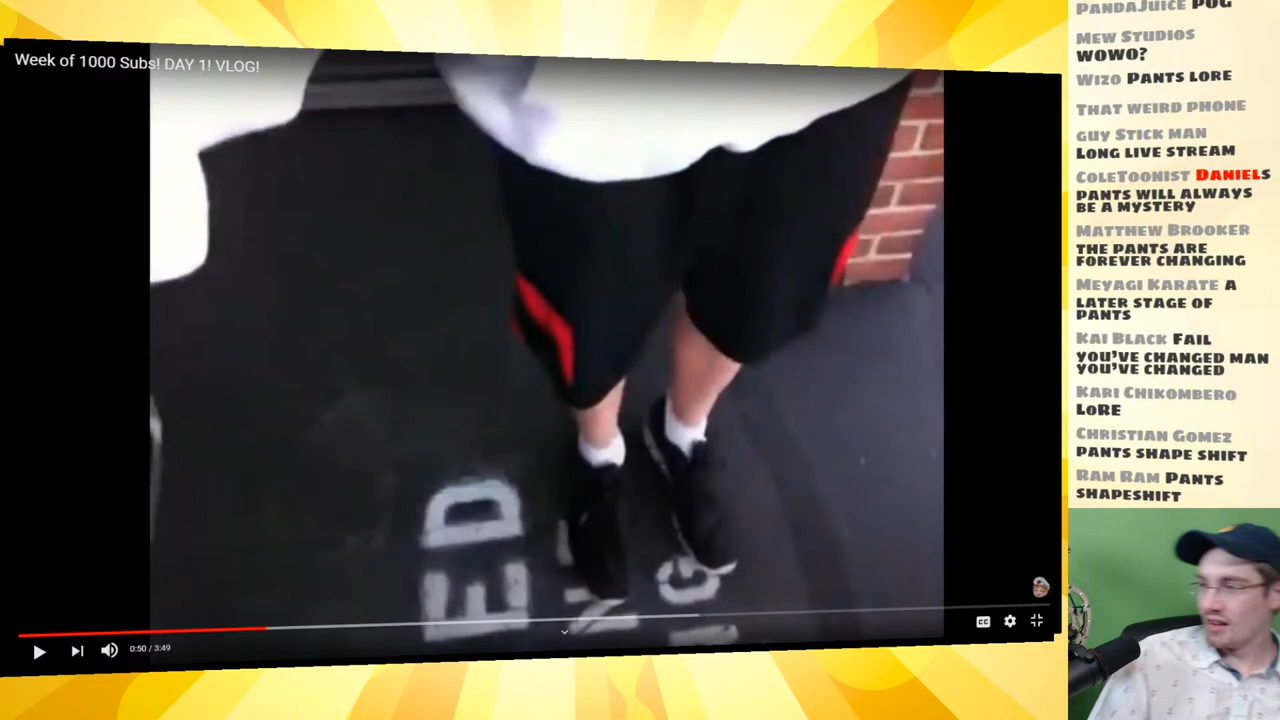 Week of 1000 Subs! DAY 1! VLOG!
ED
G
0:50 / 3:49
CC
PandaJuice POG
Mew Studios
WOWO?
Wizo Pants lore
That weird phone
guy Stick man
Long live stream
ColeToonist Daniels
pants will always
be a mystery
Matthew Brooker
the pants are
forever changing
Meyagi Karate a
later stage of
pants
Kai Black Fail
you've changed man
you've changed
Kari Chikombero
LoRE
Christian Gomez
pants shape shift
Ram Ram Pants
shapeshift